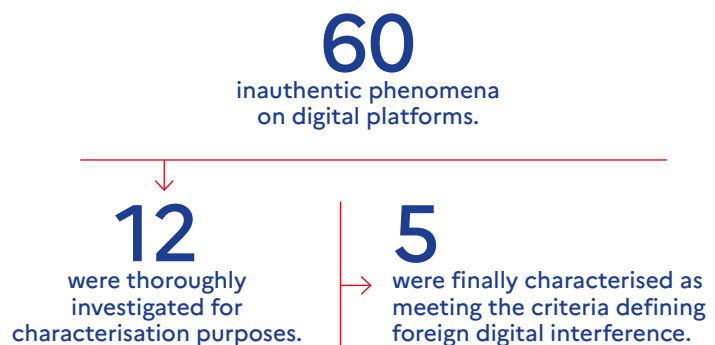 60
inauthentic phenomena
on digital platforms.
12
were thoroughly
investigated for
characterisation purposes.
5
were finally characterised as
meeting the criteria defining
foreign digital interference.